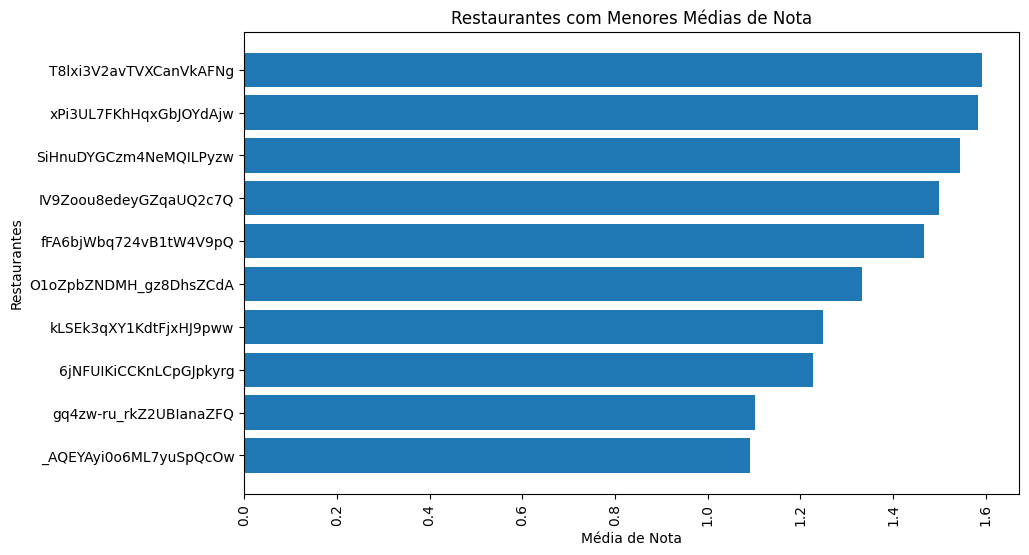 Restaurantes com Menores Médias de Nota
T8lxi3V2avTVXCanVkAFNg
xPi3UL7FKhHqxGbJOYdAjw
SiHnuDYGCzm4NeMQILPyzw
IV9Zoou8edeyGZqaUQ2c7Q
fFA6bjWbq724vB1tW4V9pQ
O1oZpbZNDMH_gz8DhsZCdA
kLSEk3qXY1KdtFjxHJ9pww
6jNFUIKiCCKnLCpGJpkyrg
gq4zw-ru_rkZ2UBIanaZFQ
_AQEYAyi0o6ML7yuSpQcOw
Restaurantes
0.0 0.2 0.4 0.6 0.8 1.0 1.2 1.4 1.6
Média de Nota